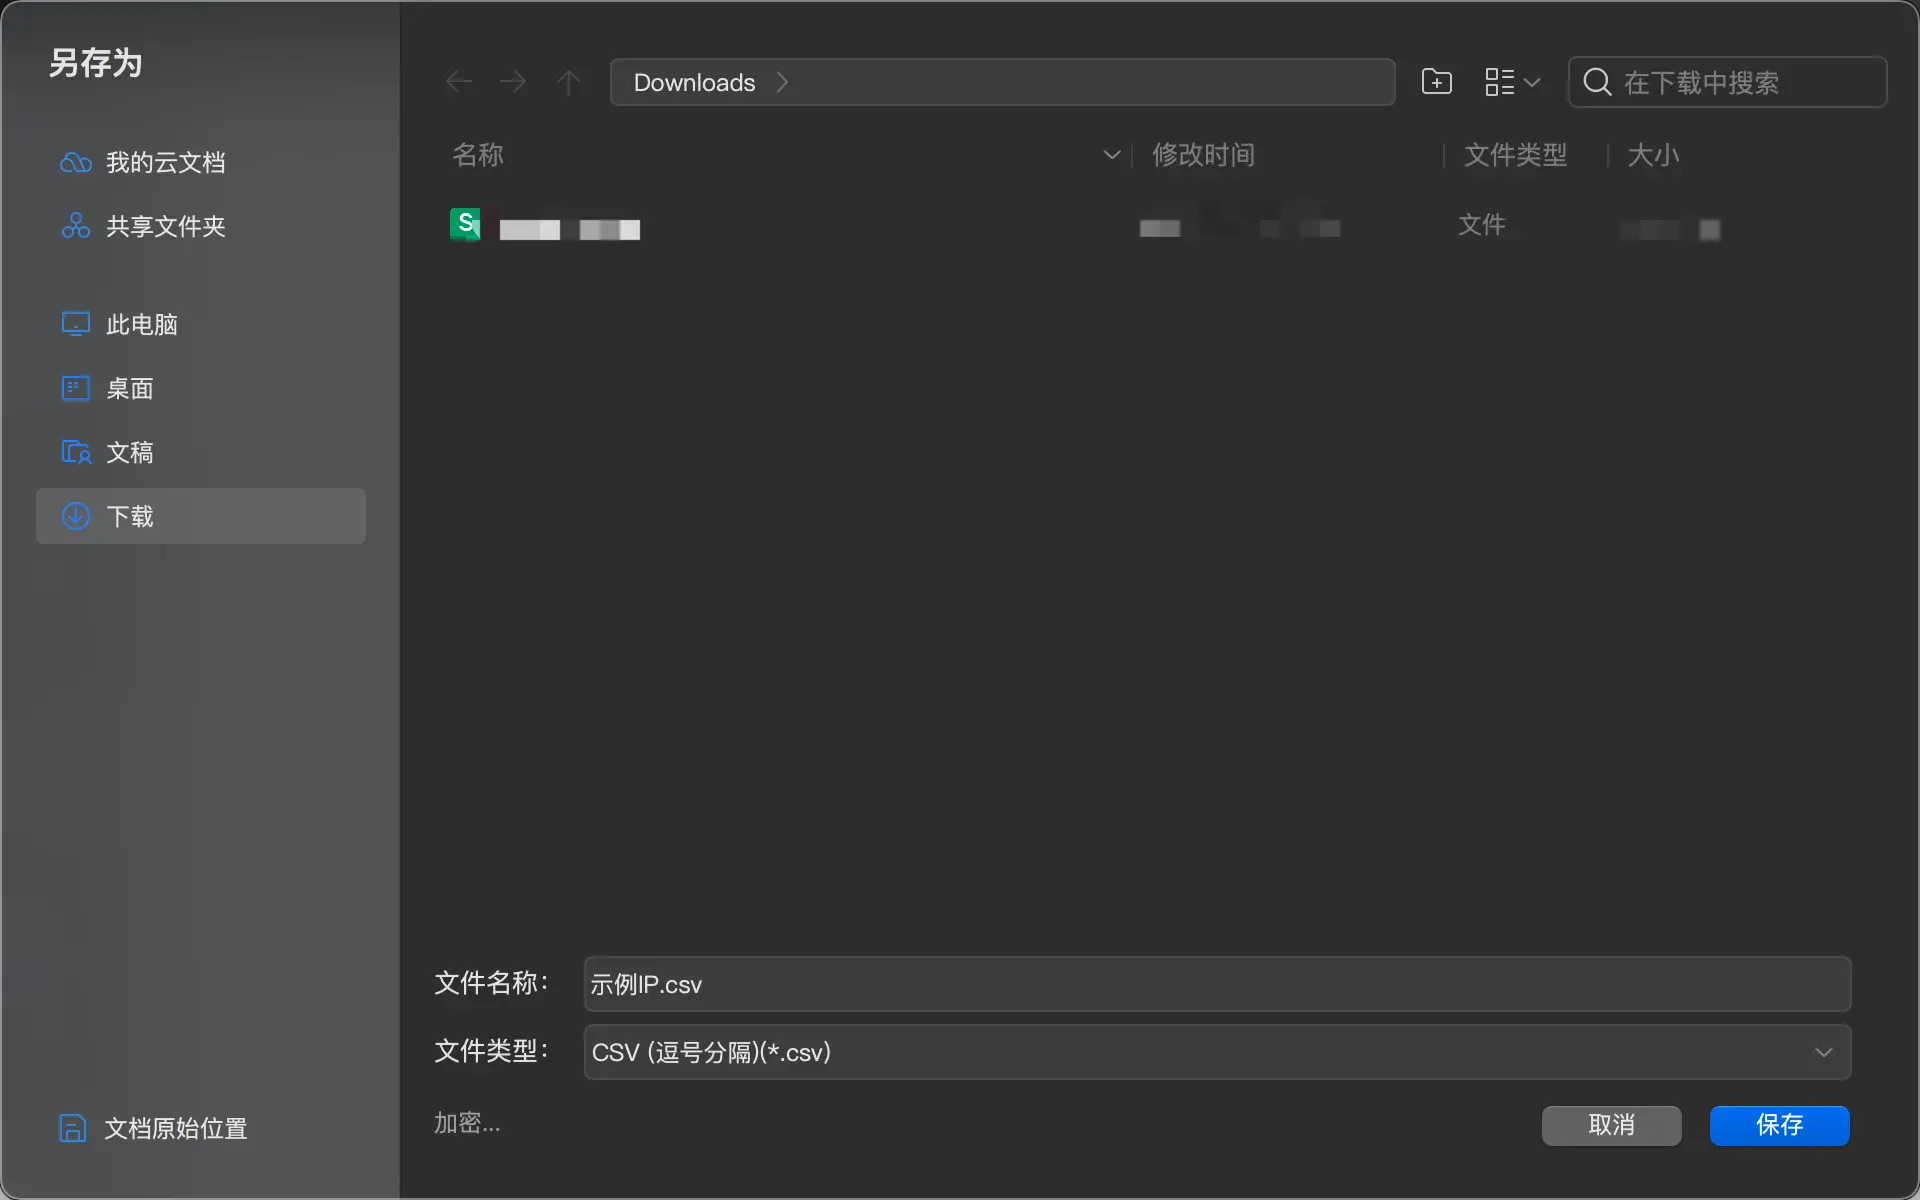 另存为
我的云文档
共享文件夹
此电脑
桌面
文稿
下载
文档原始位置
Downloads
在下载中搜索
名称 修改时间 文件类型 大小
S 文件
文件名称： 示例IP.csv
文件类型： CSV (逗号分隔)(*.csv)
加密...
取消 保存